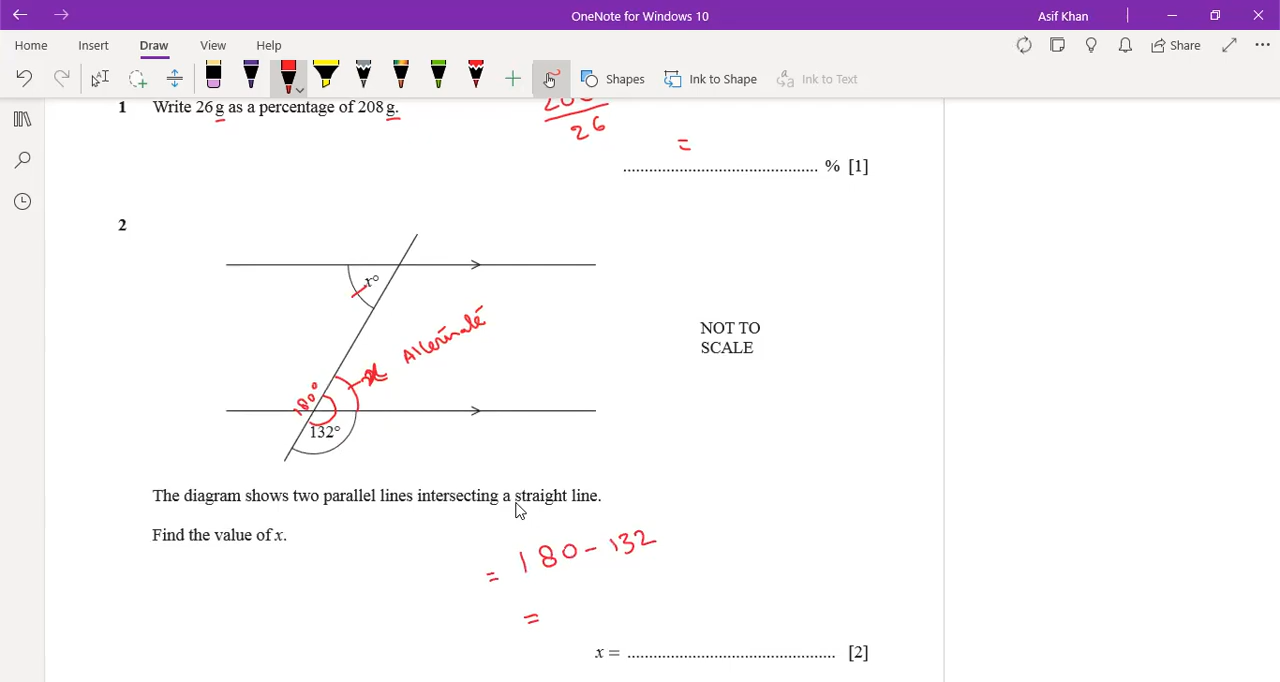 OneNote for Windows 10
Asif Khan
Home Insert Draw View Help
Share
Shapes
Ink to Shape
Ink to Text
1 Write 26 g as a percentage of 208 g.
26
=
........................................... % [1]
2
x°
x Alternate
180°
132°
NOT TO
SCALE
The diagram shows two parallel lines intersecting a straight line.
Find the value of x.
= 180 - 132
=
x = ................................................ [2]